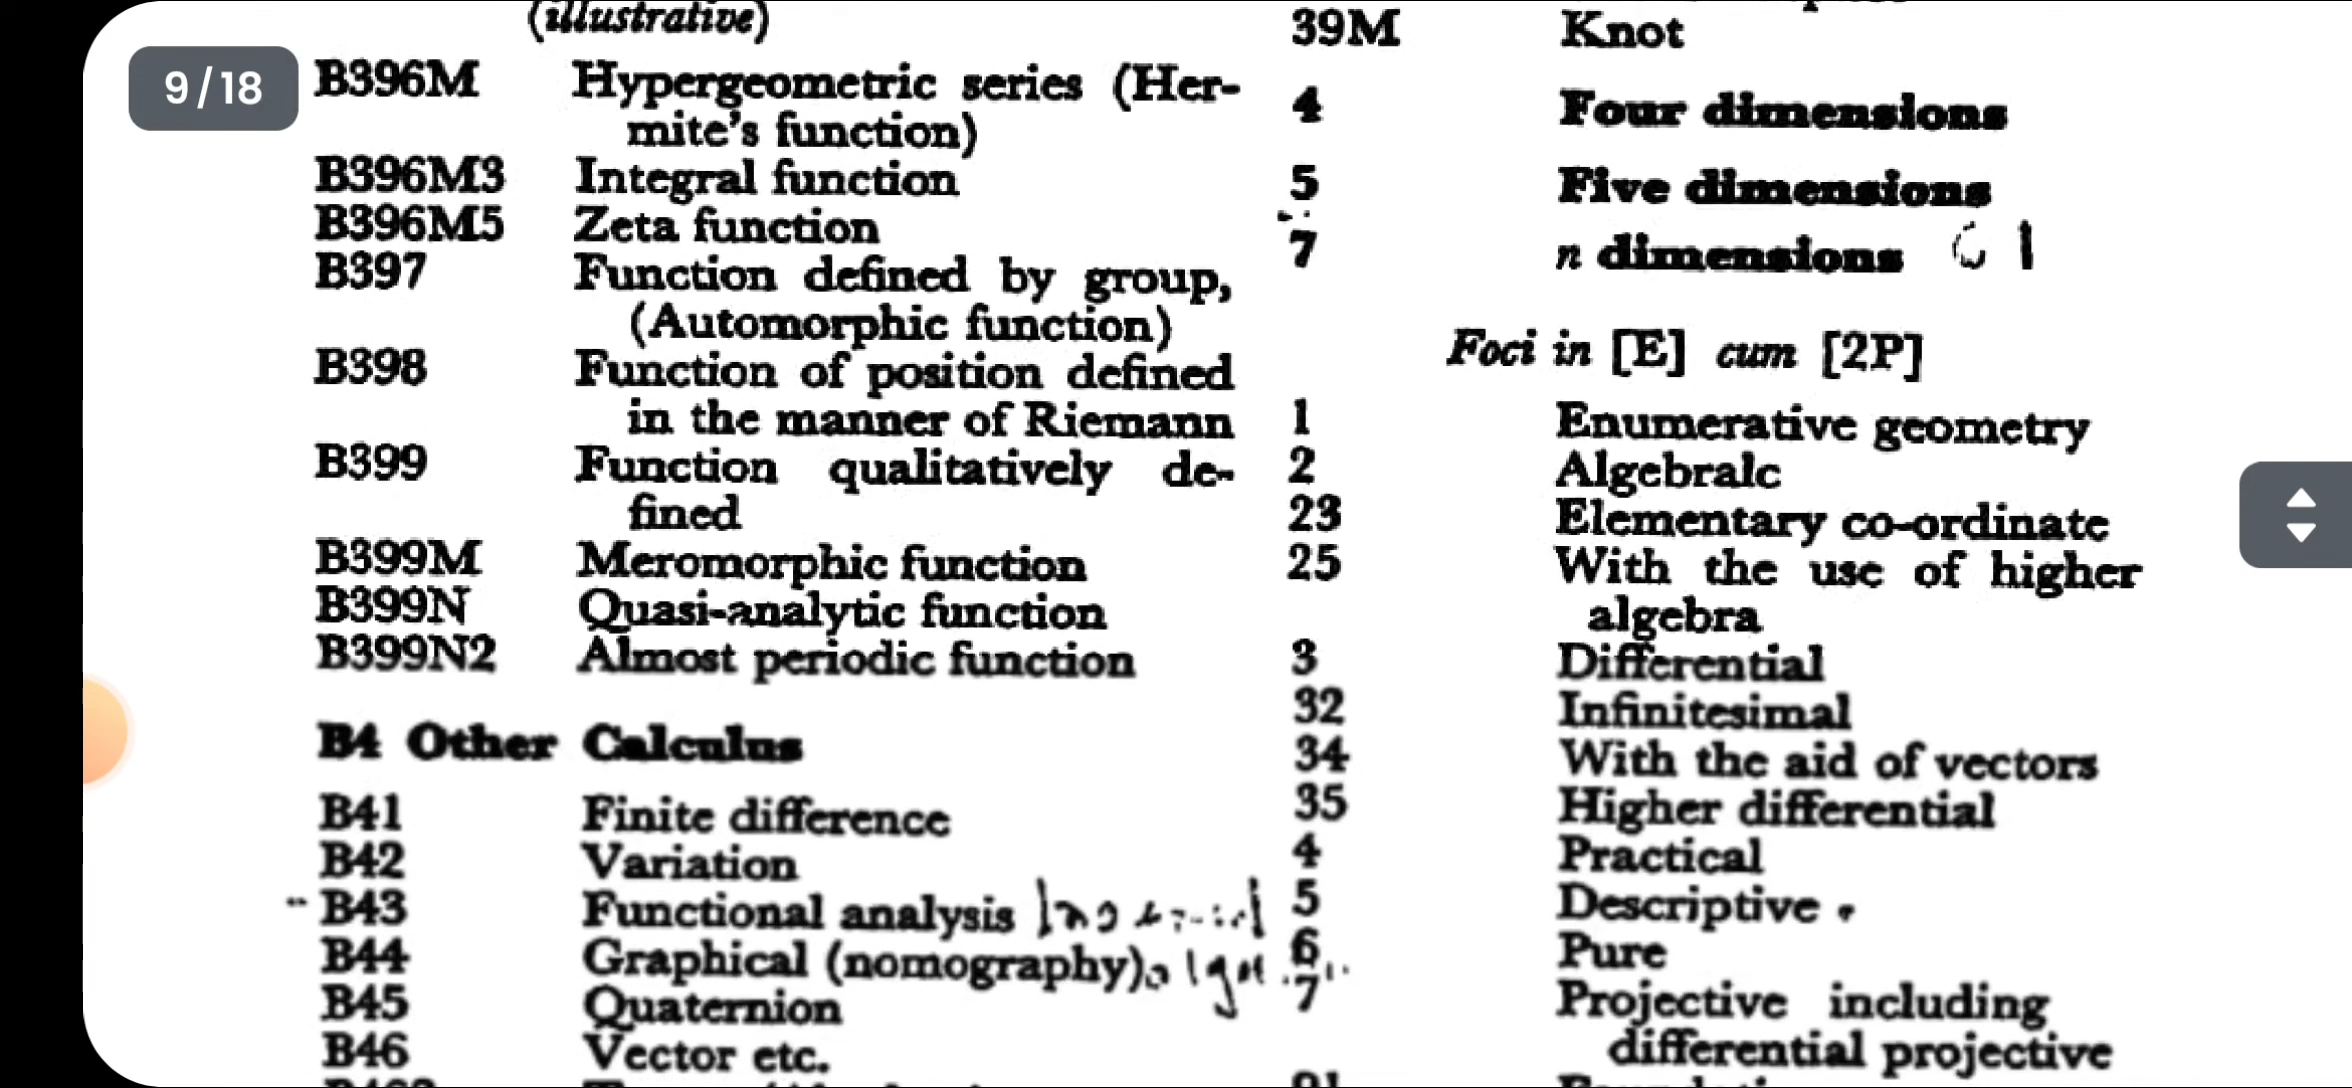 (illustrative)
9/18
B396M Hypergeometric series (Her-
mite's function)
B396M3 Integral function
B396M5 Zeta function
B397 Function defined by group,
(Automorphic function)
B398 Function of position defined
in the manner of Riemann
B399 Function qualitatively de-
fined
B399M Meromorphic function
B399N Quasi-analytic function
B399N2 Almost periodic function
B4 Other Calculus
B41 Finite difference
B42 Variation
B43 Functional analysis
B44 Graphical (nomography)
B45 Quaternion
B46 Vector etc.
39M Knot
4 Four dimensions
5 Five dimensions
7 n dimensions
Foci in [E] cum [2P]
1 Enumerative geometry
2 Algebraic
23 Elementary co-ordinate
25 With the use of higher
algebra
3 Differential
32 Infinitesimal
34 With the aid of vectors
35 Higher differential
4 Practical
5 Descriptive
6 Pure
7 Projective including
differential projective